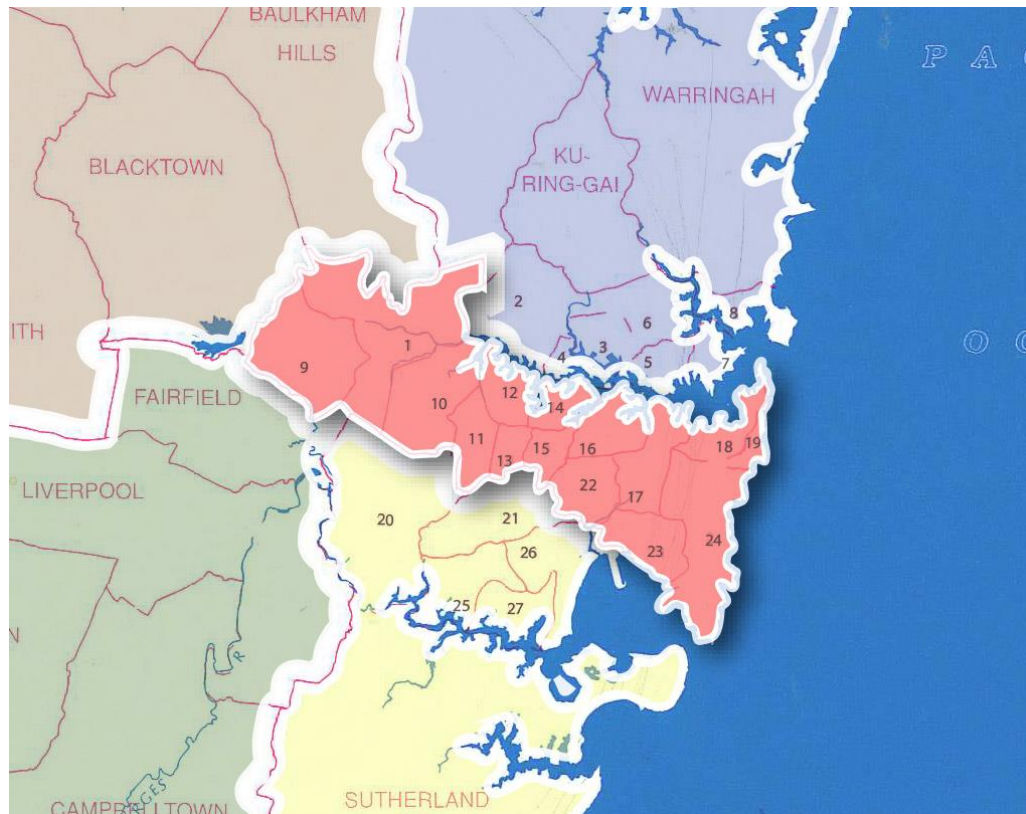 BAULKHAM
HILLS
P A
WARRINGAH
BLACKTOWN
KU-
RING-GAI
2
6
8
ITH
1
4
3
5
7
O
9
FAIRFIELD
10
12
14
11
13
15
16
18
19
LIVERPOOL
22
17
20
21
23
24
26
25
27
N
R
GES
SUTHERLAND